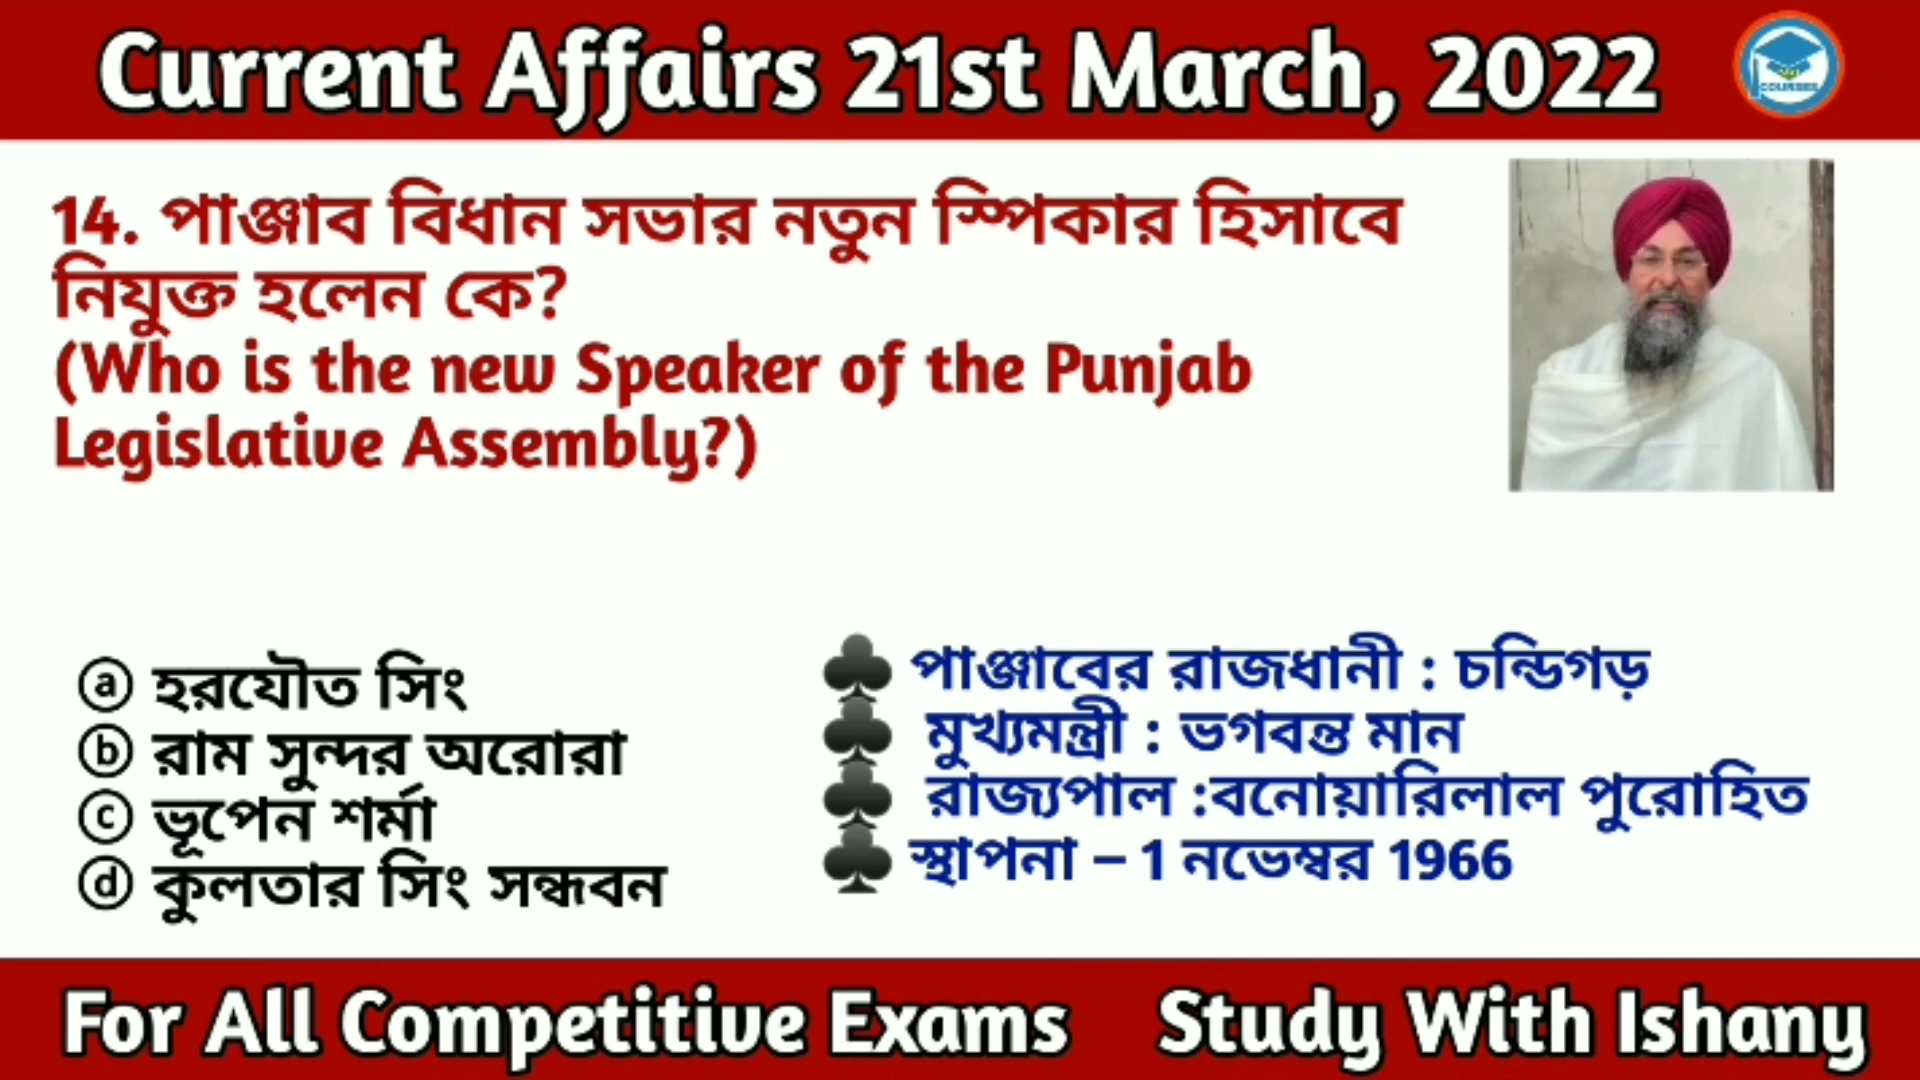 Current Affairs 21st March, 2022
COURSES
14. পাঞ্জাব বিধান সভার নতুন স্পিকার হিসাবে
নিযুক্ত হলেন কে?
(Who is the new Speaker of the Punjab
Legislative Assembly?)
ⓐ হরযৌত সিং
ⓑ রাম সুন্দর অরোরা
ⓒ ভূপেন শর্মা
ⓓ কুলতার সিং সন্ধবন
♣ পাঞ্জাবের রাজধানী : চন্ডিগড়
♣ মুখ্যমন্ত্রী : ভগবন্ত মান
♣ রাজ্যপাল :বনোয়ারিলাল পুরোহিত
♣ স্থাপনা – 1 নভেম্বর 1966
For All Competitive Exams Study With Ishany